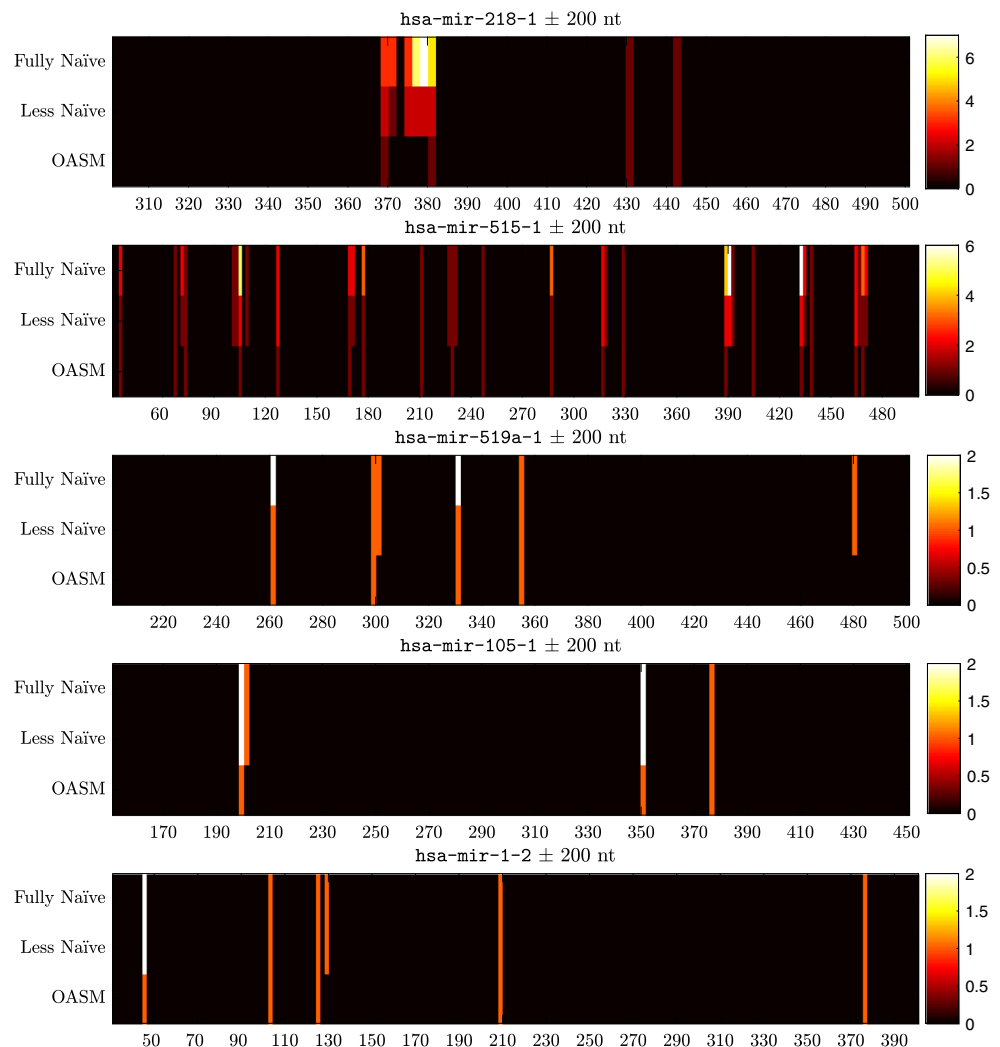 hsa-mir-218-1 ± 200 nt
Fully Naïve
Less Naïve
OASM
310 320 330 340 350 360 370 380 390 400 410 420 430 440 450 460 470 480 490 500
6
4
2
0
hsa-mir-515-1 ± 200 nt
Fully Naïve
Less Naïve
OASM
60 90 120 150 180 210 240 270 300 330 360 390 420 450 480
6
4
2
0
hsa-mir-519a-1 ± 200 nt
Fully Naïve
Less Naïve
OASM
220 240 260 280 300 320 340 360 380 400 420 440 460 480 500
2
1.5
1
0.5
0
hsa-mir-105-1 ± 200 nt
Fully Naïve
Less Naïve
OASM
170 190 210 230 250 270 290 310 330 350 370 390 410 430 450
2
1.5
1
0.5
0
hsa-mir-1-2 ± 200 nt
Fully Naïve
Less Naïve
OASM
50 70 90 110 130 150 170 190 210 230 250 270 290 310 330 350 370 390
2
1.5
1
0.5
0